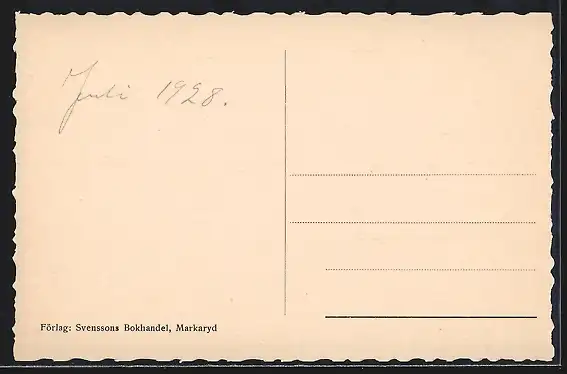 Juli 1928.
Förlag: Svenssons Bokhandel, Markaryd